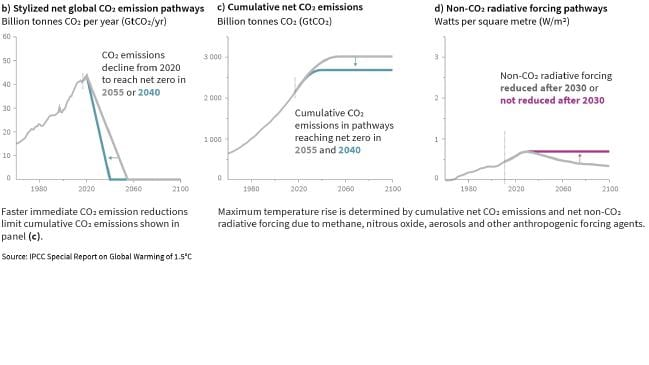 b) Stylized net global CO₂ emission pathways
Billion tonnes CO₂ per year (GtCO₂/yr)
60
50
40
30
20
10
0
1980
2020
2060
2100
CO₂ emissions
decline from 2020
to reach net zero in
2055 or 2040
Faster immediate CO₂ emission reductions
limit cumulative CO₂ emissions shown in
panel (c).
c) Cumulative net CO₂ emissions
Billion tonnes CO₂ (GtCO₂)
3 000
2 000
1 000
0
1980
2020
2060
2100
Cumulative CO₂
emissions in pathways
reaching net zero in
2055 and 2040
d) Non-CO₂ radiative forcing pathways
Watts per square metre (W/m²)
3
2
1
0
1980
2020
2060
2100
Non-CO₂ radiative forcing
reduced after 2030 or
not reduced after 2030
Maximum temperature rise is determined by cumulative net CO₂ emissions and net non-CO₂
radiative forcing due to methane, nitrous oxide, aerosols and other anthropogenic forcing agents.
Source: IPCC Special Report on Global Warming of 1.5°C